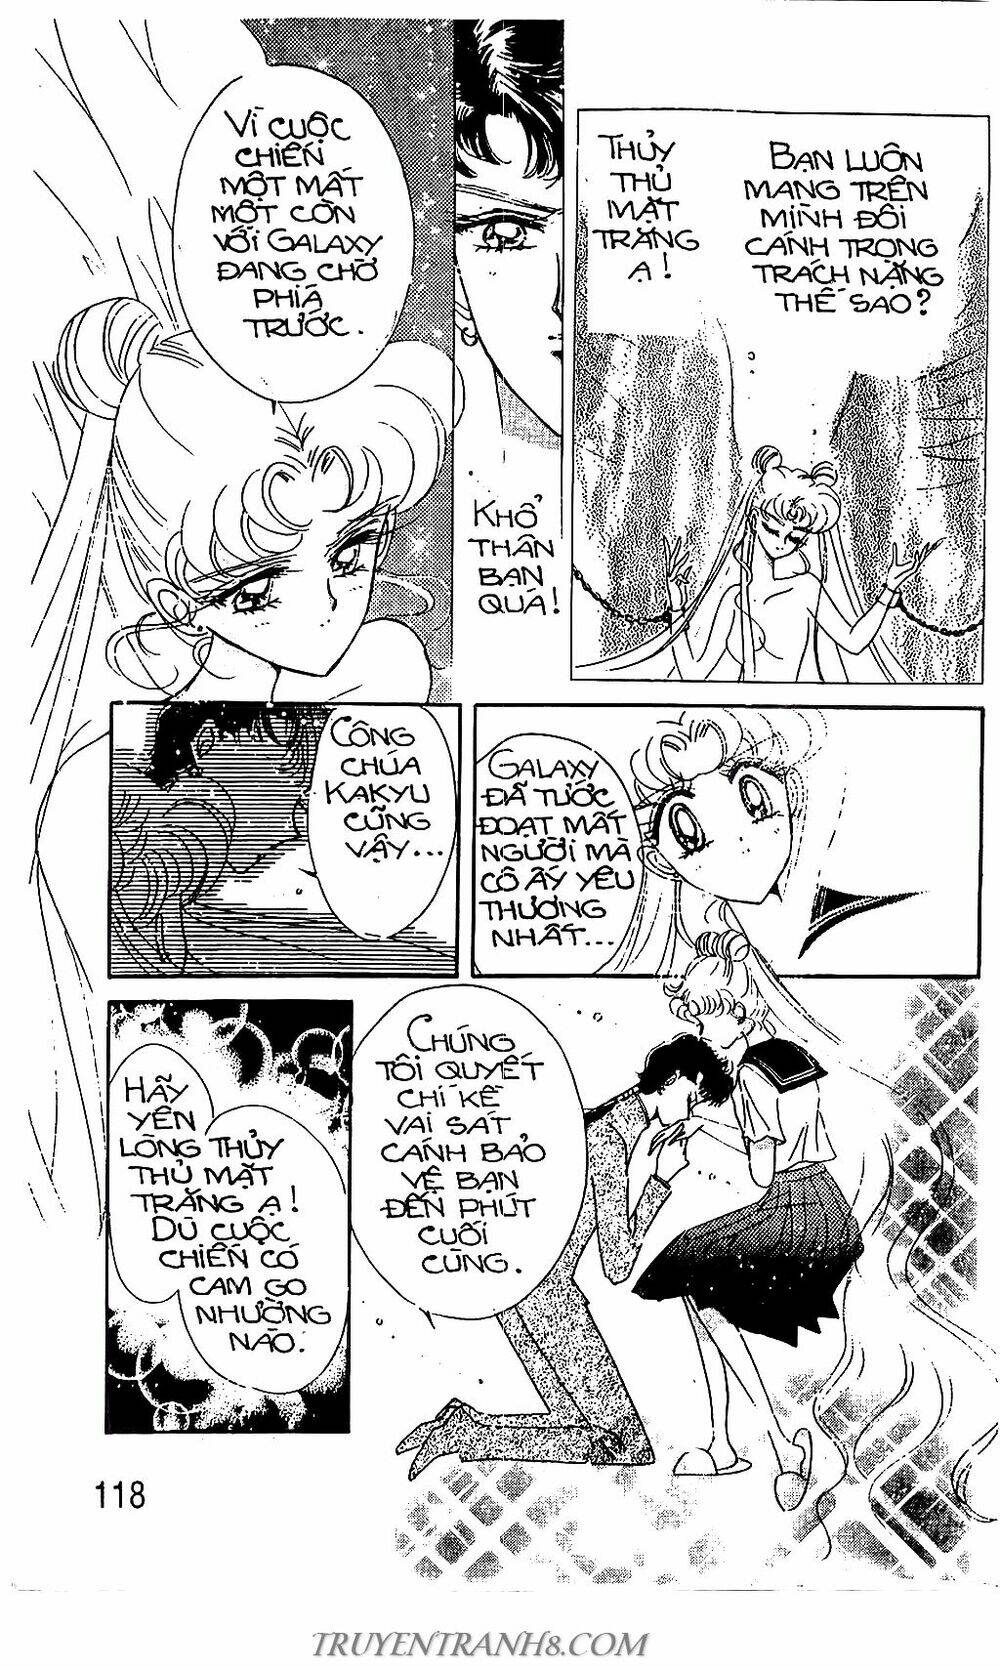 VÌ CUỘC
CHIẾN
MỘT MẤT
MỘT CÒN
VỚI GALAXY
ĐANG CHỜ
PHIÁ
TRƯỚC.
KHỔ
THÂN
BẠN
QUÁ!
THỦY
THỦ
MẶT
TRĂNG
Ạ!
BẠN LUÔN
MANG TRÊN
MÌNH ĐÔI
CÁNH TRỌNG
TRÁCH NẶNG
THẾ SAO?
CÔNG
CHÚA
KAKYU
CŨNG
VẬY...
GALAXY
ĐÃ TƯỚC
ĐOẠT MẤT
NGƯỜI MÀ
CÔ ẤY YÊU
THƯƠNG
NHẤT...
HÃY
YÊN
LÒNG THỦY
THỦ MẶT
TRĂNG Ạ!
DÙ CUỘC
CHIẾN CÓ
CAM GO
NHƯỜNG
NÀO.
CHÚNG
TÔI QUYẾT
CHÍ KỀ
VAI SÁT
CÁNH BẢO
VỆ BẠN
ĐẾN PHÚT
CUỐI
CÙNG.
118
TRUYENTRANH8.COM